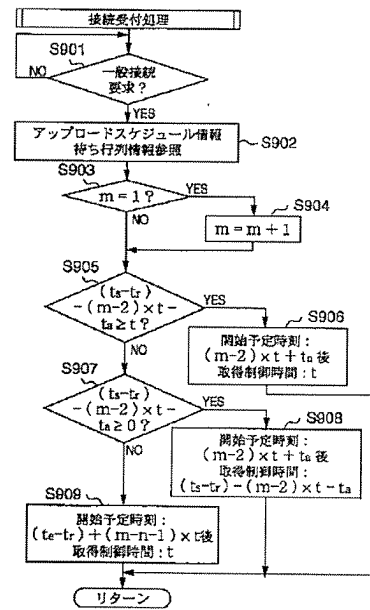 接続受付処理
S901
NO
一般接続
要求？
YES
アップロードスケジュール情報
持ち行列情報参照
S902
S903
m=1？
YES
S904
NO
m=m+1
S905
(ts-tr)
-(m-2)×t-
ta≥t？
YES
S906
開始予定時刻：
(m-2)×t+ta後
取得制御時間：t
NO
S907
(ts-tr)
-(m-2)×t-
ta≥0？
YES
S908
開始予定時刻：
(m-2)×t+ta後
取得制御時間：
(ts-tr)-(m-2)×t-ta
NO
S909
開始予定時刻：
(te-tr)+(m-n-1)×t後
取得制御時間：t
リターン